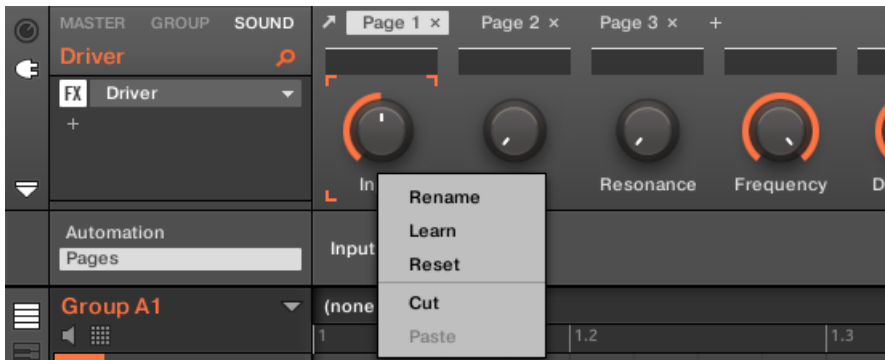 MASTER GROUP SOUND
Page 1 × Page 2 × Page 3 × +
Driver
FX Driver
+
In
Resonance Frequency D
Rename
Learn
Reset
Cut
Paste
Automation
Pages
Input
Group A1
(none
1 1.2 1.3